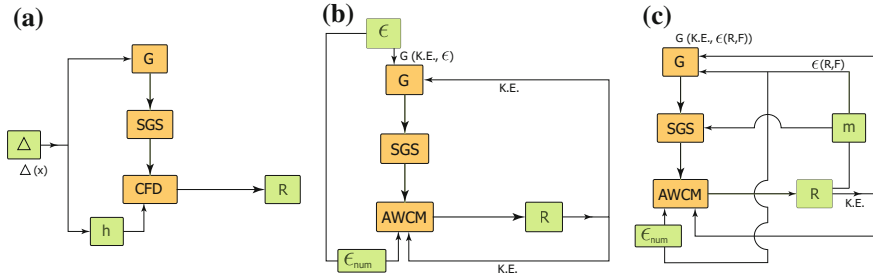 (a)
G
SGS
Δ
Δ(x)
CFD
R
h
(b)
ϵ
G (K.E., ϵ)
G
K.E.
SGS
AWCM
R
ϵnum
K.E.
(c)
G (K.E., ϵ(R,F))
G
ϵ(R,F)
SGS
m
AWCM
R
K.E.
ϵnum